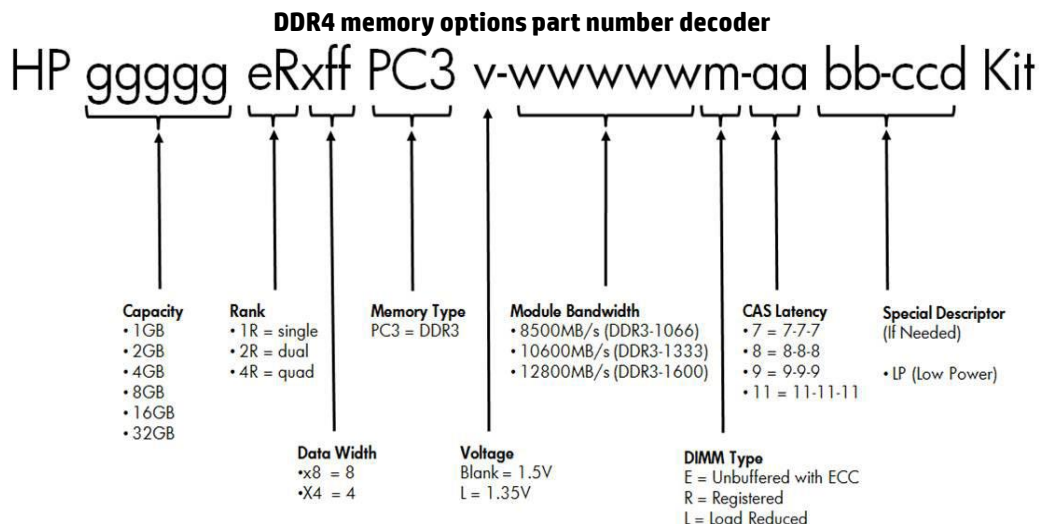 DDR4 memory options part number decoder
HP ggggg eRxff PC3 v-wwwwwm-aa bb-ccd Kit
Capacity
• 1GB
• 2GB
• 4GB
• 8GB
• 16GB
• 32GB
Rank
• 1R = single
• 2R = dual
• 4R = quad
Memory Type
PC3 = DDR3
Module Bandwidth
• 8500MB/s (DDR3-1066)
• 10600MB/s (DDR3-1333)
• 12800MB/s (DDR3-1600)
CAS Latency
• 7 = 7-7-7
• 8 = 8-8-8
• 9 = 9-9-9
• 11 = 11-11-11
Special Descriptor
(If Needed)
• LP (Low Power)
Data Width
•x8 = 8
•X4 = 4
Voltage
Blank = 1.5V
L = 1.35V
DIMM Type
E = Unbuffered with ECC
R = Registered
L = Load Reduced